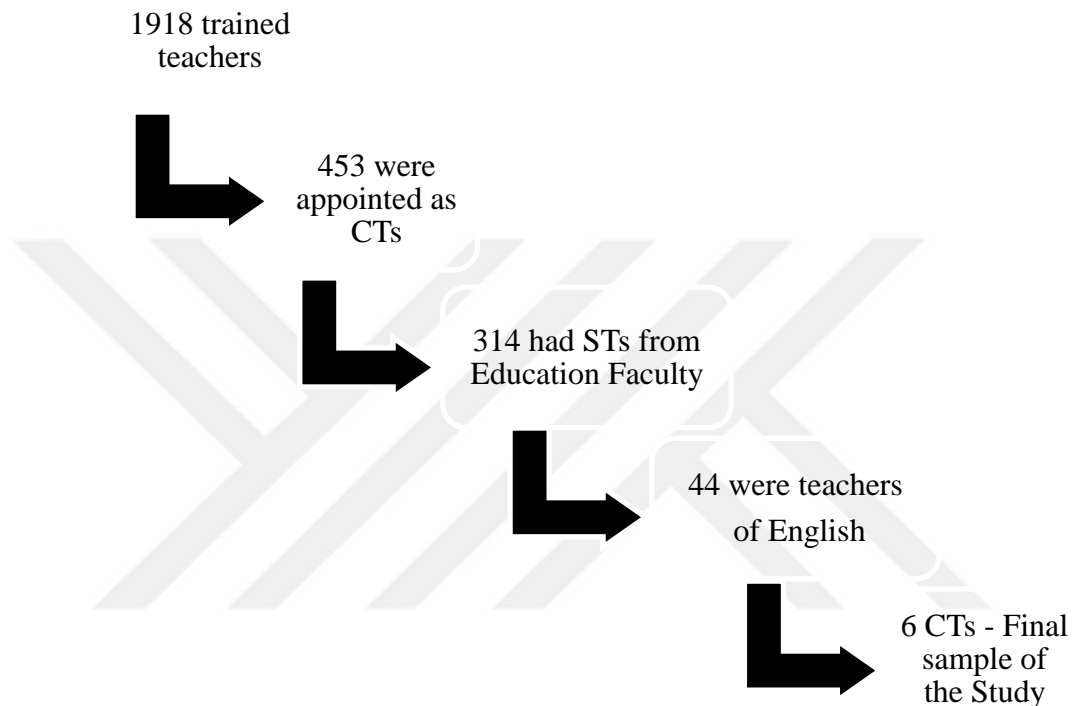 1918 trained
teachers
453 were
appointed as
CTs
314 had STs from
Education Faculty
44 were teachers
of English
6 CTs - Final
sample of
the Study